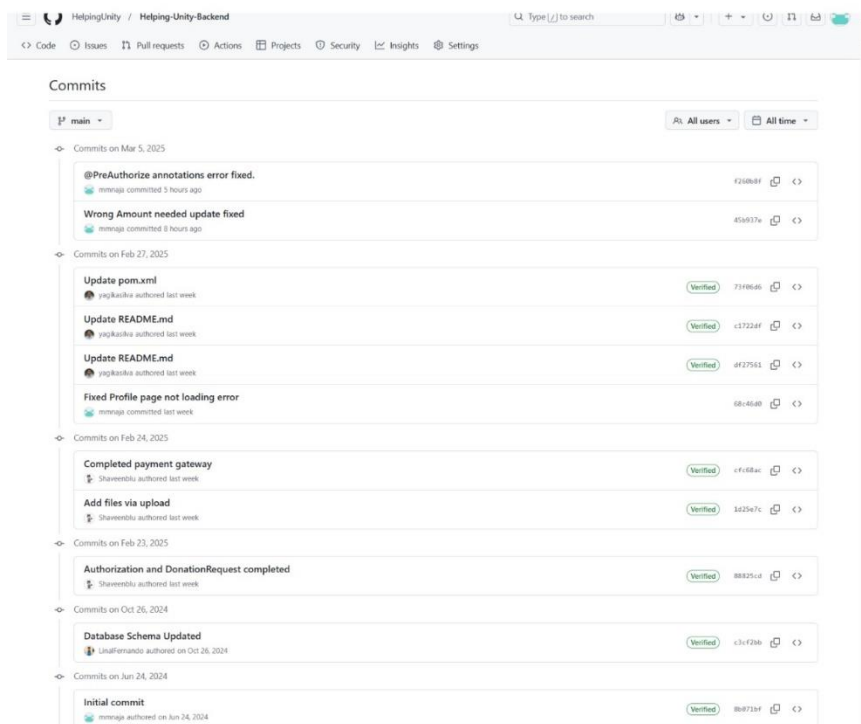 HelpingUnity / Helping-Unity-Backend
Type / to search
Code Issues Pull requests Actions Projects Security Insights Settings
Commits
main All users All time
Commits on Mar 5, 2025
@PreAuthorize annotations error fixed.
mmnaja committed 5 hours ago
f260b8f
Wrong Amount needed update fixed
mmnaja committed 8 hours ago
45b937e
Commits on Feb 27, 2025
Update pom.xml
yagikasilva authored last week
Verified 73f06d6
Update README.md
yagikasilva authored last week
Verified c1722df
Update README.md
yagikasilva authored last week
Verified df27561
Fixed Profile page not loading error
mmnaja committed last week
68c46d0
Commits on Feb 24, 2025
Completed payment gateway
Shaveenblu authored last week
Verified cfc68ac
Add files via upload
Shaveenblu authored last week
Verified 1d25e7c
Commits on Feb 23, 2025
Authorization and DonationRequest completed
Shaveenblu authored last week
Verified 88825cd
Commits on Oct 26, 2024
Database Schema Updated
LinalFernando authored on Oct 26, 2024
Verified c3cf2bb
Commits on Jun 24, 2024
Initial commit
mmnaja authored on Jun 24, 2024
Verified 0b071bf